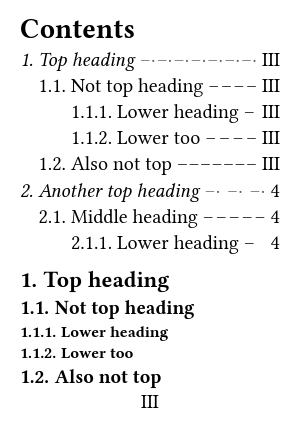 Contents
1. Top heading –·–·–·–·–·–·–·– III
1.1. Not top heading – – – – III
1.1.1. Lower heading – III
1.1.2. Lower too – – – – III
1.2. Also not top – – – – – – – III
2. Another top heading –· –· –· 4
2.1. Middle heading – – – – – 4
2.1.1. Lower heading – 4
1. Top heading
1.1. Not top heading
1.1.1. Lower heading
1.1.2. Lower too
1.2. Also not top
III